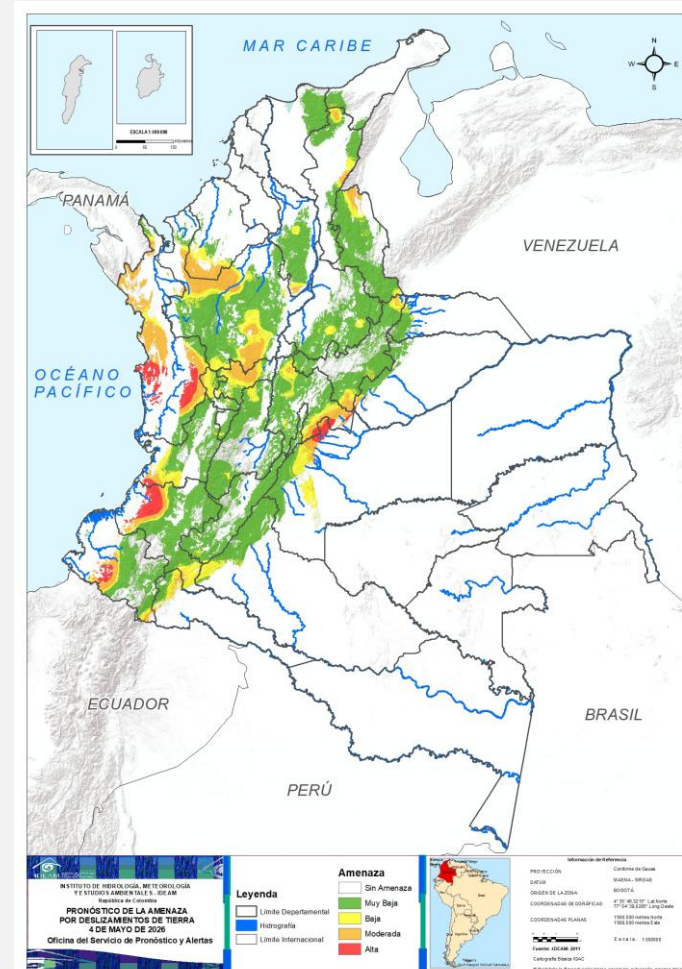 MAR CARIBE
N
W
E
S
ESCALA 1:600.000
PANAMÁ
VENEZUELA
OCÉANO
PACÍFICO
ECUADOR
BRASIL
PERÚ
IDEAM
INSTITUTO DE HIDROLOGÍA, METEOROLOGÍA
Y ESTUDIOS AMBIENTALES - IDEAM
República de Colombia
PRONÓSTICO DE LA AMENAZA
POR DESLIZAMIENTOS DE TIERRA
4 DE MAYO DE 2026
Oficina del Servicio de Pronóstico y Alertas
Leyenda
Límite Departamental
Hidrografía
Límite Internacional
Amenaza
Sin Amenaza
Muy Baja
Baja
Moderada
Alta
Información de Referencia
PROYECCIÓN Conforme de Gauss
DATUM MAGNA - SIRGAS
ORIGEN DE LA ZONA BOGOTÁ
COORDENADAS GEOGRÁFICAS
COORDENADAS PLANAS
Fuente: IDEAM 2011
Cartografía Básica IGAC